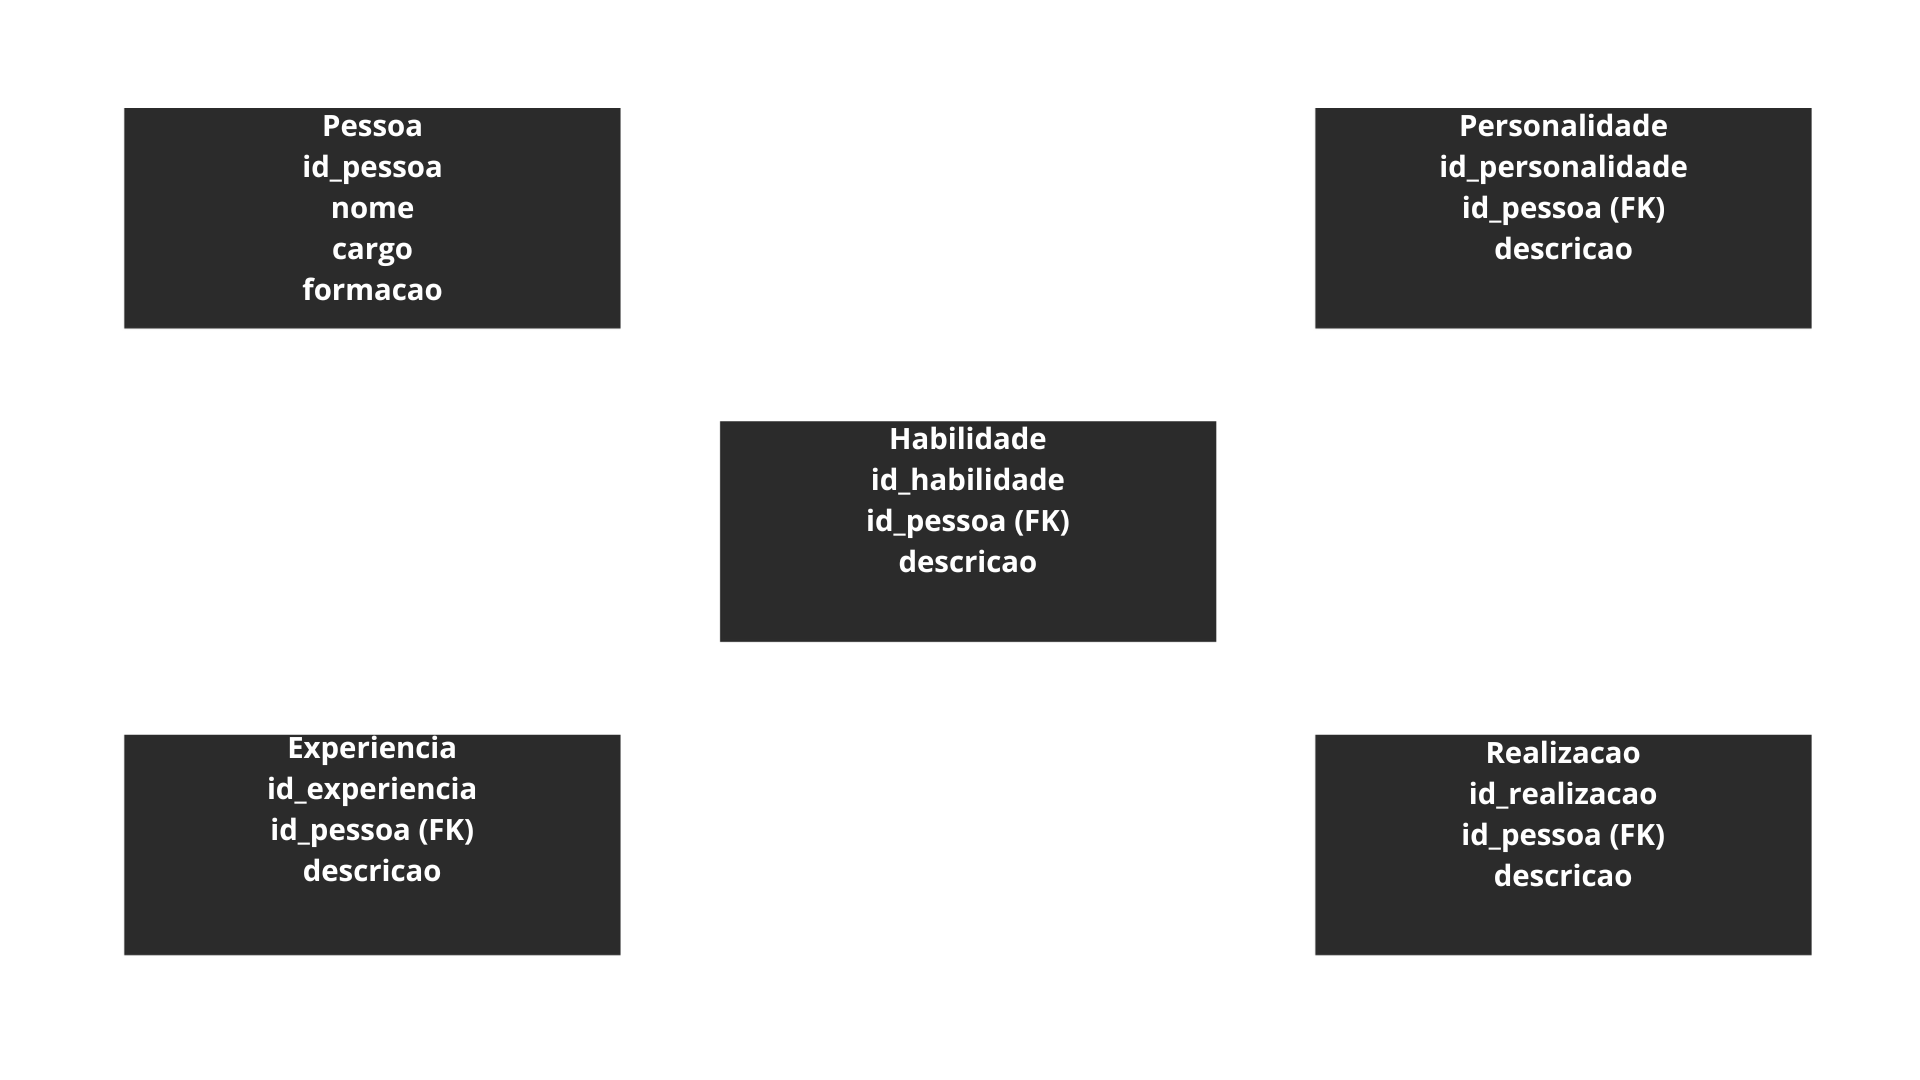 Pessoa
id_pessoa
nome
cargo
formacao
Personalidade
id_personalidade
id_pessoa (FK)
descricao
Habilidade
id_habilidade
id_pessoa (FK)
descricao
Experiencia
id_experiencia
id_pessoa (FK)
descricao
Realizacao
id_realizacao
id_pessoa (FK)
descricao